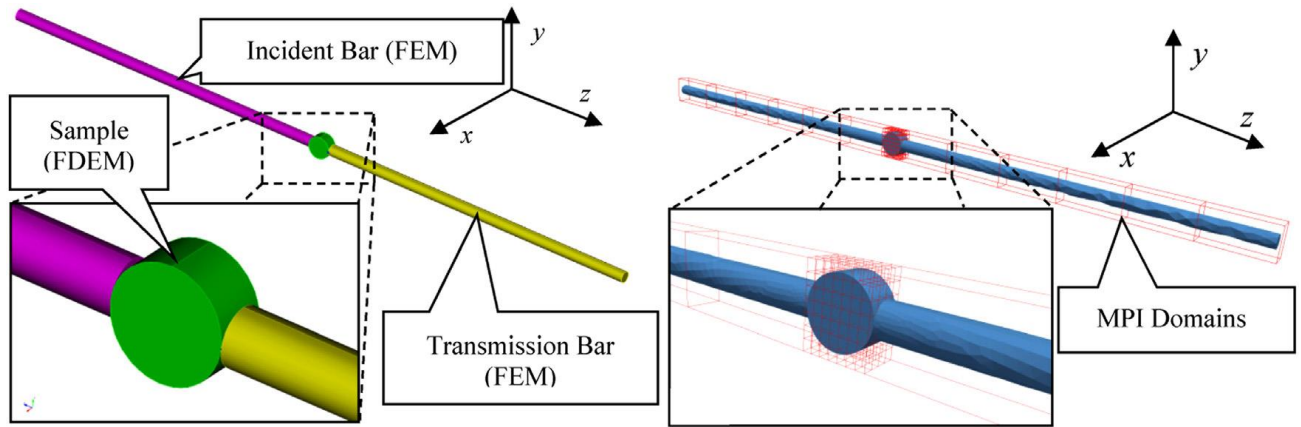 Incident Bar (FEM)
y
z
x
Sample
(FDEM)
Transmission Bar
(FEM)
y
z
x
MPI Domains